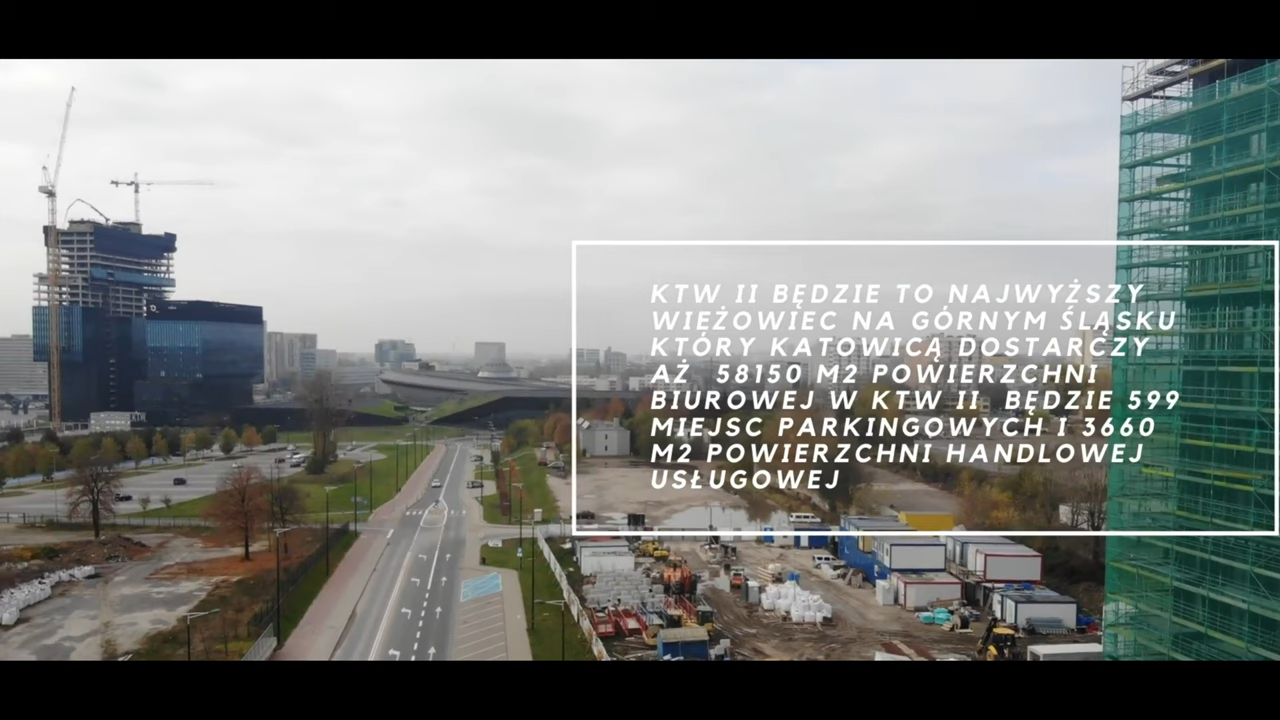 KTW II BĘDZIE TO NAJWYŻSZY
WIĘŻOWIEC NA GÓRNYM ŚLĄSKU
KTÓRY KATOWICĄ DOSTARCZY
AŻ 58150 M2 POWIERZCHNI
BIUROWEJ W KTW II BĘDZIE 599
MIEJSC PARKINGOWYCH I 3660
M2 POWIERZCHNI HANDLOWEJ
USŁUGOWEJ